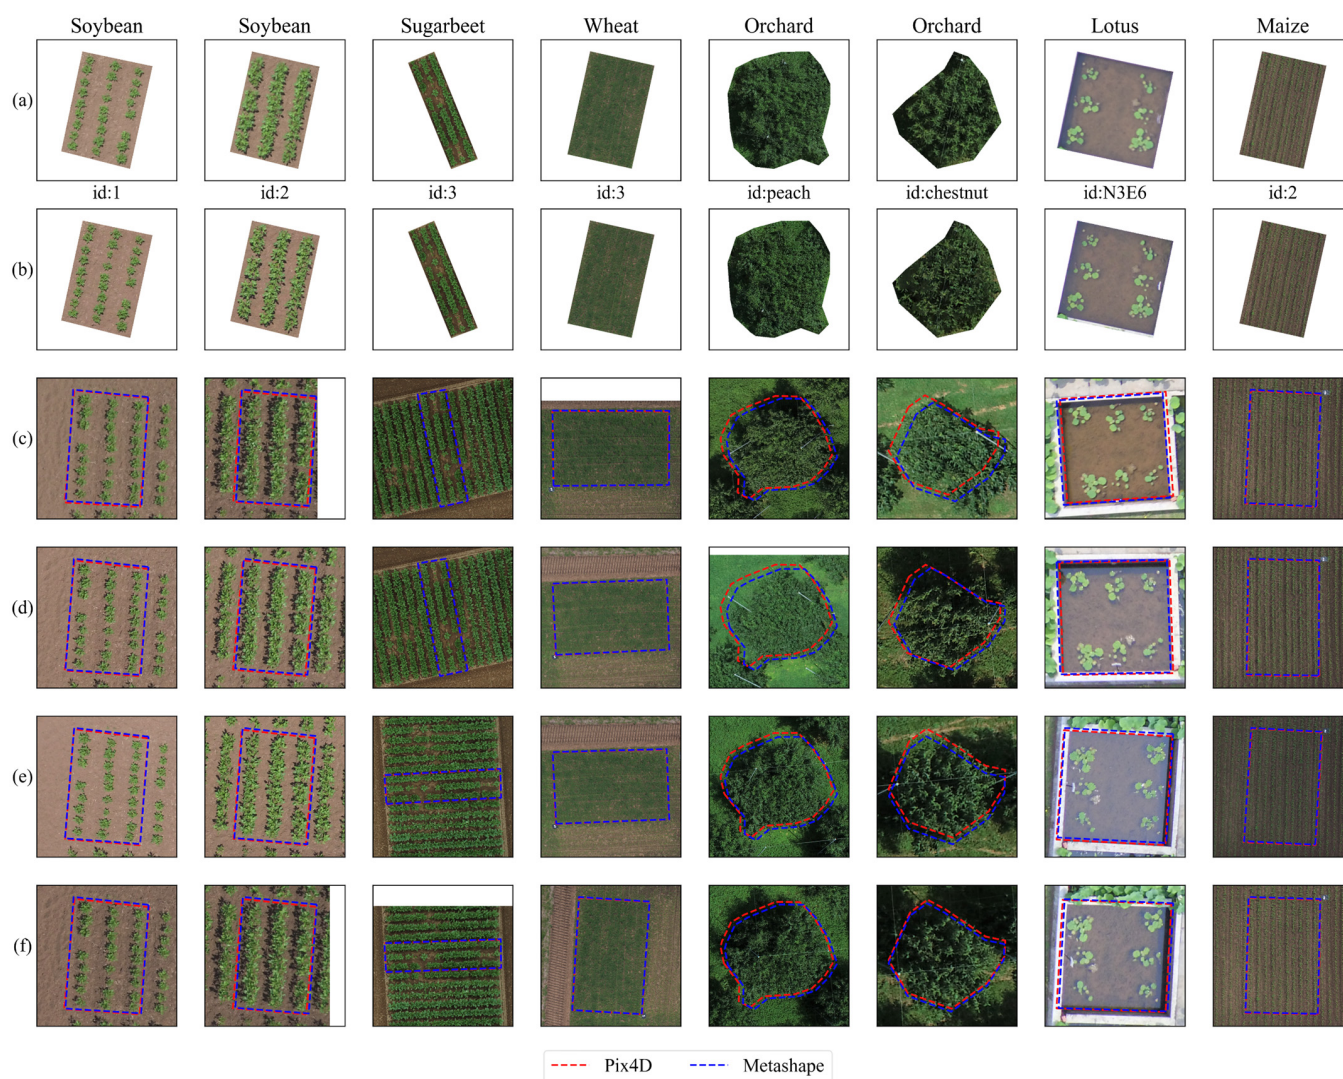 Soybean Soybean Sugarbeet Wheat Orchard Orchard Lotus Maize
(a)
id:1 id:2 id:3 id:3 id:peach id:chestnut id:N3E6 id:2
(b)
(c)
(d)
(e)
(f)
Pix4D Metashape